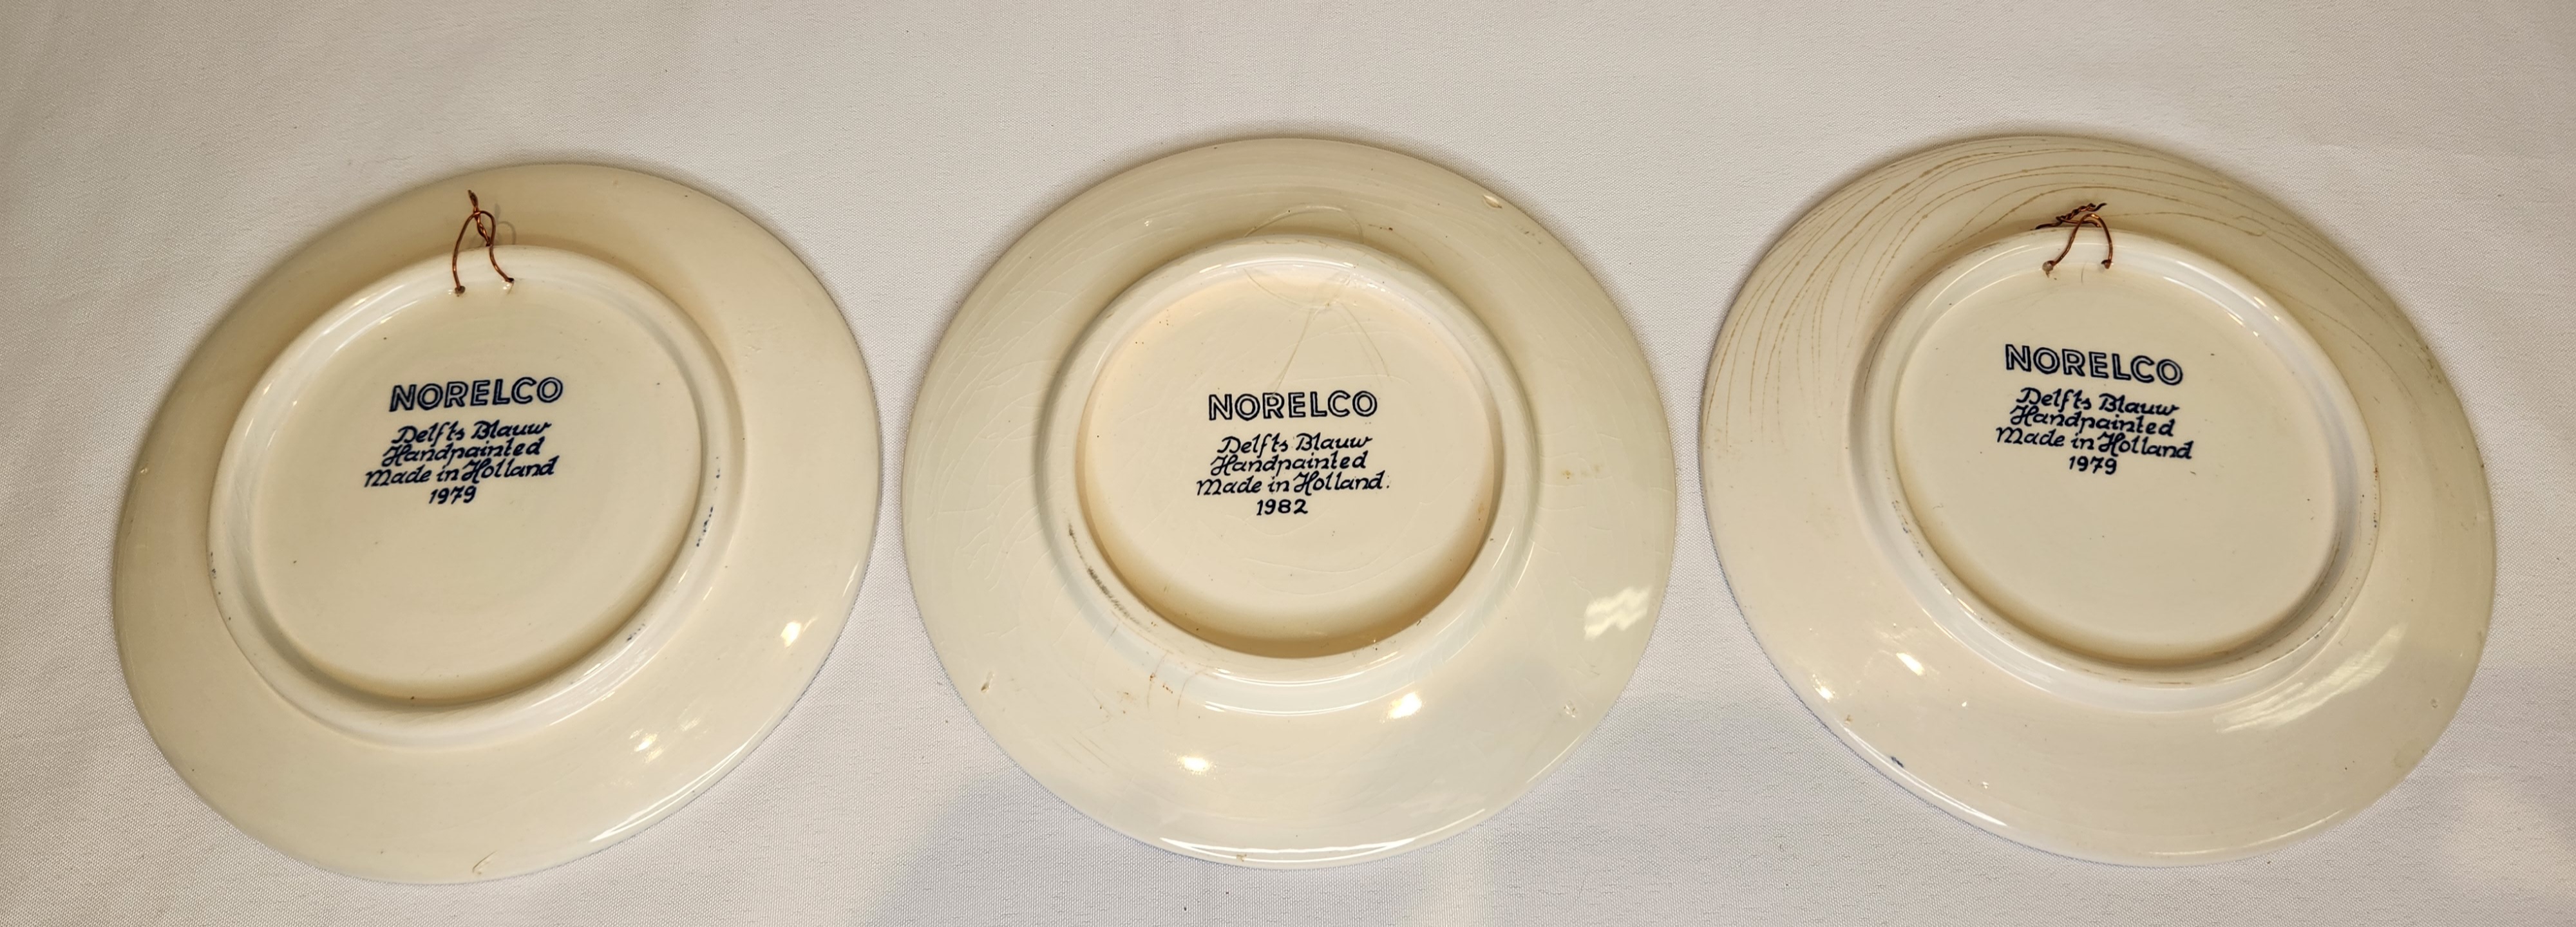 NORELCO
Delfts Blauw
Handpainted
Made in Holland
1979
NORELCO
Delfts Blauw
Handpainted
Made in Holland.
1982
NORELCO
Delfts Blauw
Handpainted
Made in Holland
1979